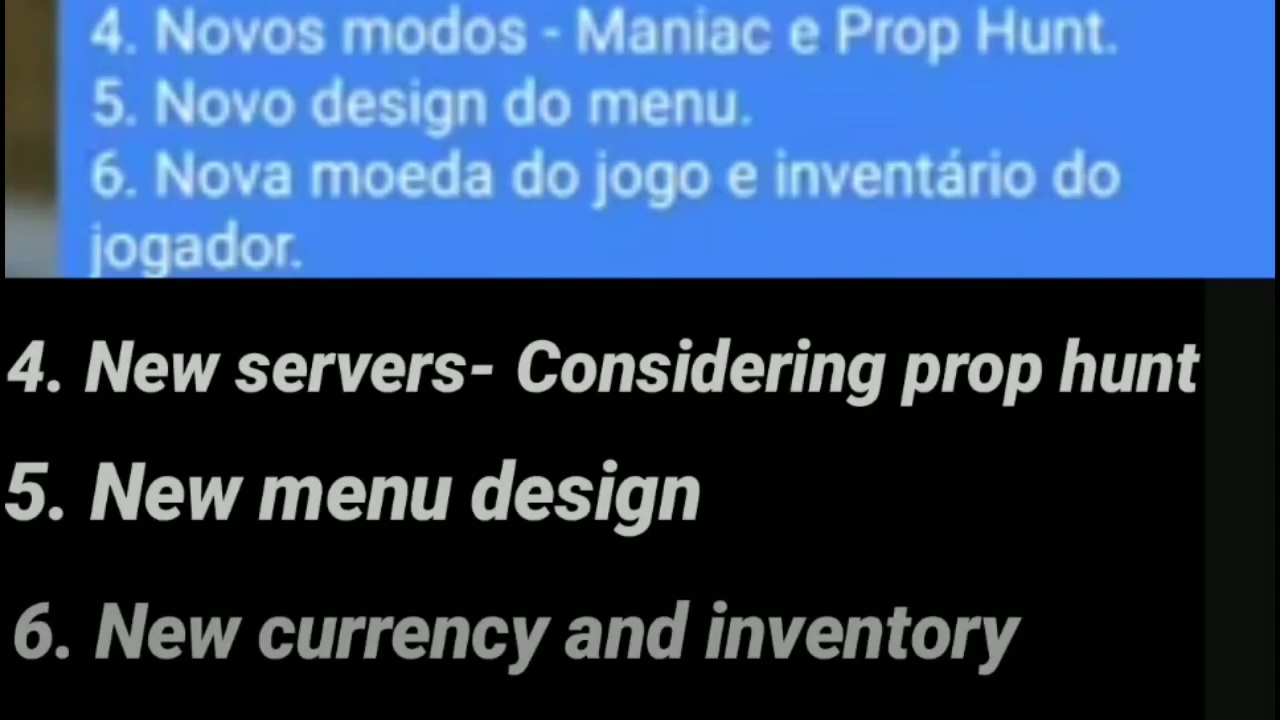 4. Novos modos - Maniac e Prop Hunt.
5. Novo design do menu.
6. Nova moeda do jogo e inventário do
jogador.
4. New servers- Considering prop hunt
5. New menu design
6. New currency and inventory